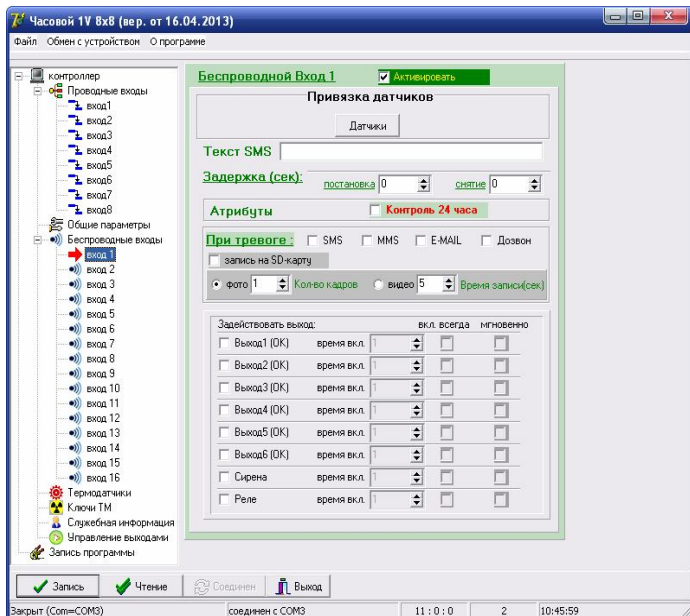 Часовой 1V 8x8 (вер. от 16.04.2013)
Файл Обмен с устройством О программе
контроллер
Проводные входы
вход1
вход2
вход3
вход4
вход5
вход6
вход7
вход8
Общие параметры
Беспроводные входы
вход 1
вход 2
вход 3
вход 4
вход 5
вход 6
вход 7
вход 8
вход 9
вход 10
вход 11
вход 12
вход 13
вход 14
вход 15
вход 16
Термодатчики
Ключи ТМ
Служебная информация
Управление выходами
Запись программы
Беспроводной Вход 1 Активировать
Привязка датчиков
Датчики
Текст SMS
Задержка (сек): постановка 0 снятие 0
Атрибуты Контроль 24 часа
При тревоге : SMS MMS E-MAIL Дозвон
запись на SD-карту
фото 1 Кол-во кадров видео 5 Время записи(сек)
Задействовать выход: вкл. всегда мгновенно
Выход1 (ОК) время вкл. 1
Выход2 (ОК) время вкл. 1
Выход3 (ОК) время вкл. 1
Выход4 (ОК) время вкл. 1
Выход5 (ОК) время вкл. 1
Выход6 (ОК) время вкл. 1
Сирена время вкл. 1
Реле время вкл. 1
Запись Чтение Соединен Выход
Закрыт (Com=COM3) соединен с COM3 11 : 0 : 0 2 10:45:59